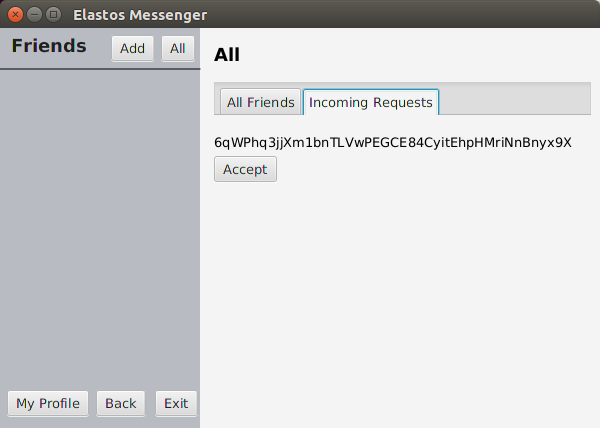 Elastos Messenger
Friends
Add
All
All
All Friends
Incoming Requests
6qWPhq3jjXm1bnTLVwPEGCE84CyitEhpHMriNnBnyx9X
Accept
My Profile
Back
Exit